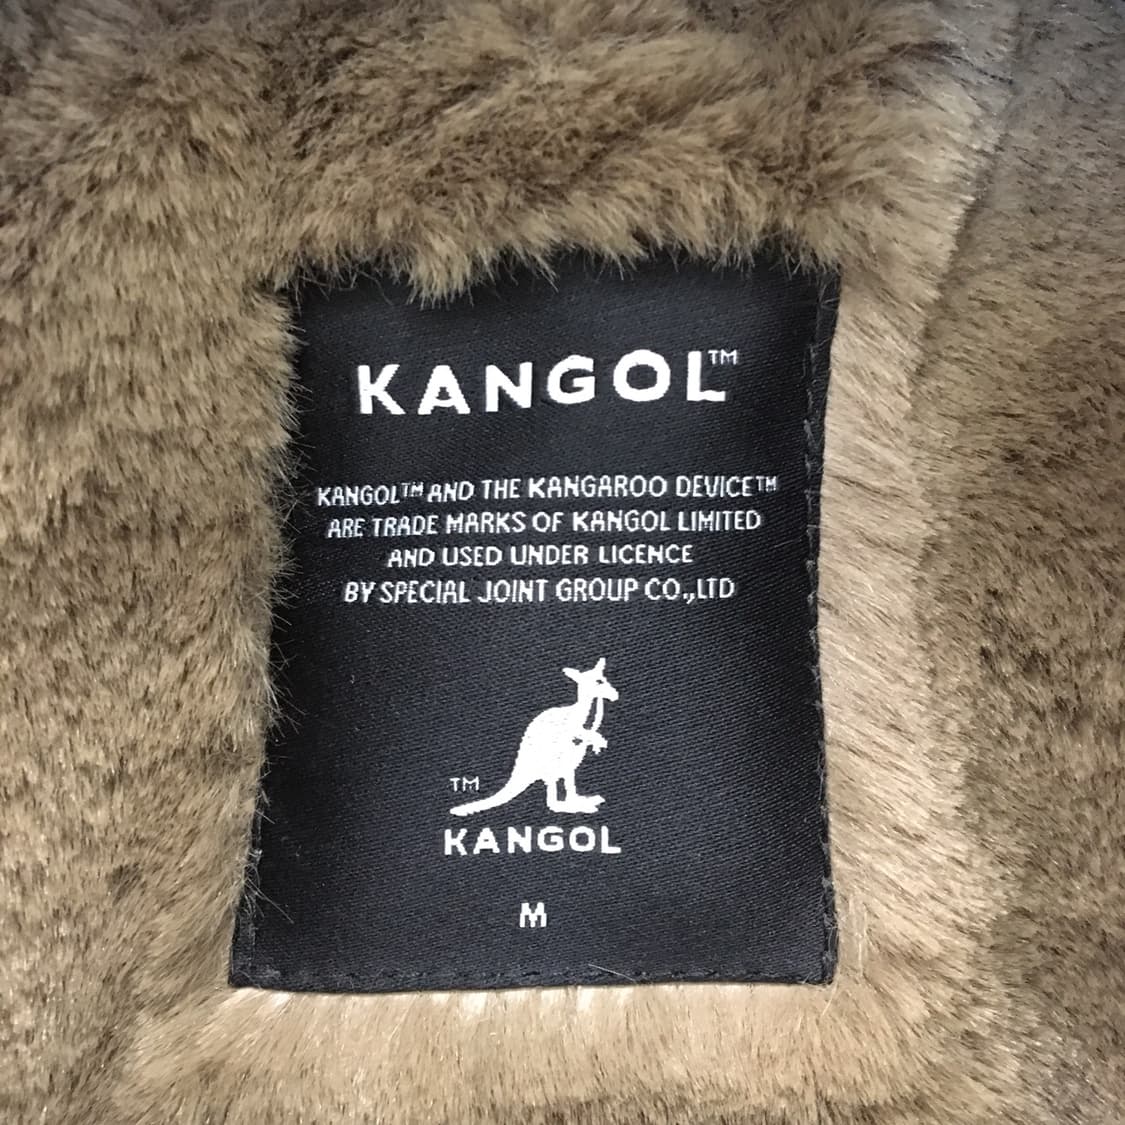 KANGOL™
KANGOL™ AND THE KANGAROO DEVICE™
ARE TRADE MARKS OF KANGOL LIMITED
AND USED UNDER LICENCE
BY SPECIAL JOINT GROUP CO.,LTD
TM
KANGOL
M